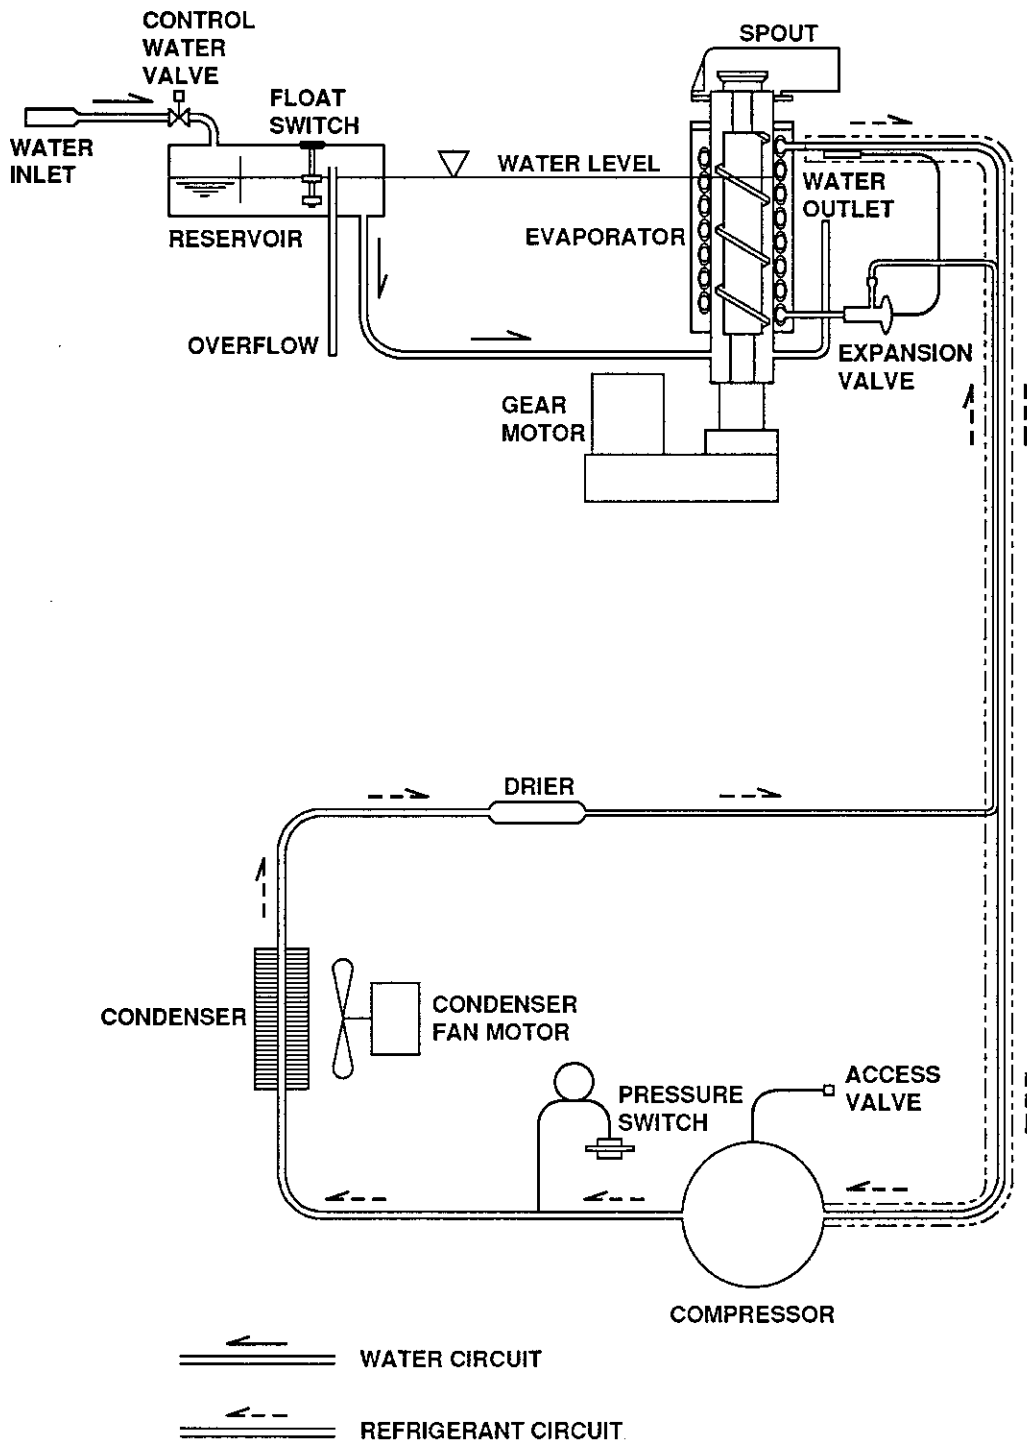 CONTROL
WATER
VALVE
SPOUT
FLOAT
SWITCH
WATER
INLET
WATER LEVEL
WATER
OUTLET
RESERVOIR
EVAPORATOR
OVERFLOW
EXPANSION
VALVE
GEAR
MOTOR
DRIER
CONDENSER
CONDENSER
FAN MOTOR
PRESSURE
SWITCH
ACCESS
VALVE
COMPRESSOR
WATER CIRCUIT
REFRIGERANT CIRCUIT